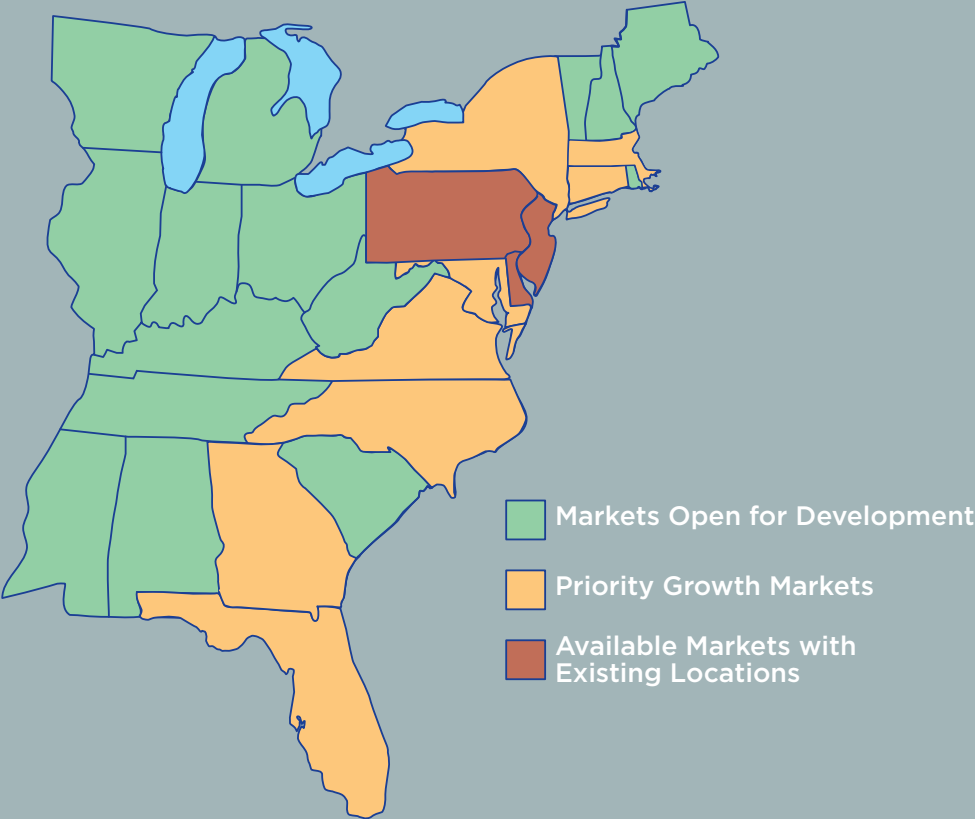 Markets Open for Development
Priority Growth Markets
Available Markets with
Existing Locations